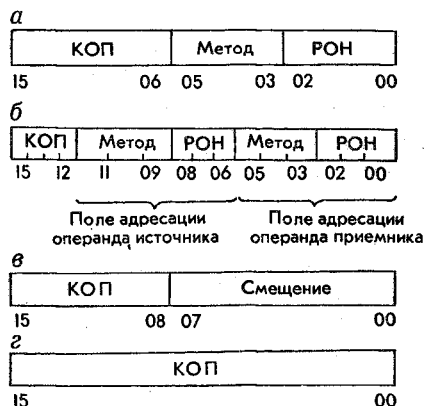 а
КОП Метод РОН
15 06 05 03 02 00
б
КОП Метод РОН Метод РОН
15 12 11 09 08 06 05 03 02 00
Поле адресации Поле адресации
операнда источника операнда приемника
в
КОП Смещение
15 08 07 00
г
КОП
15 00